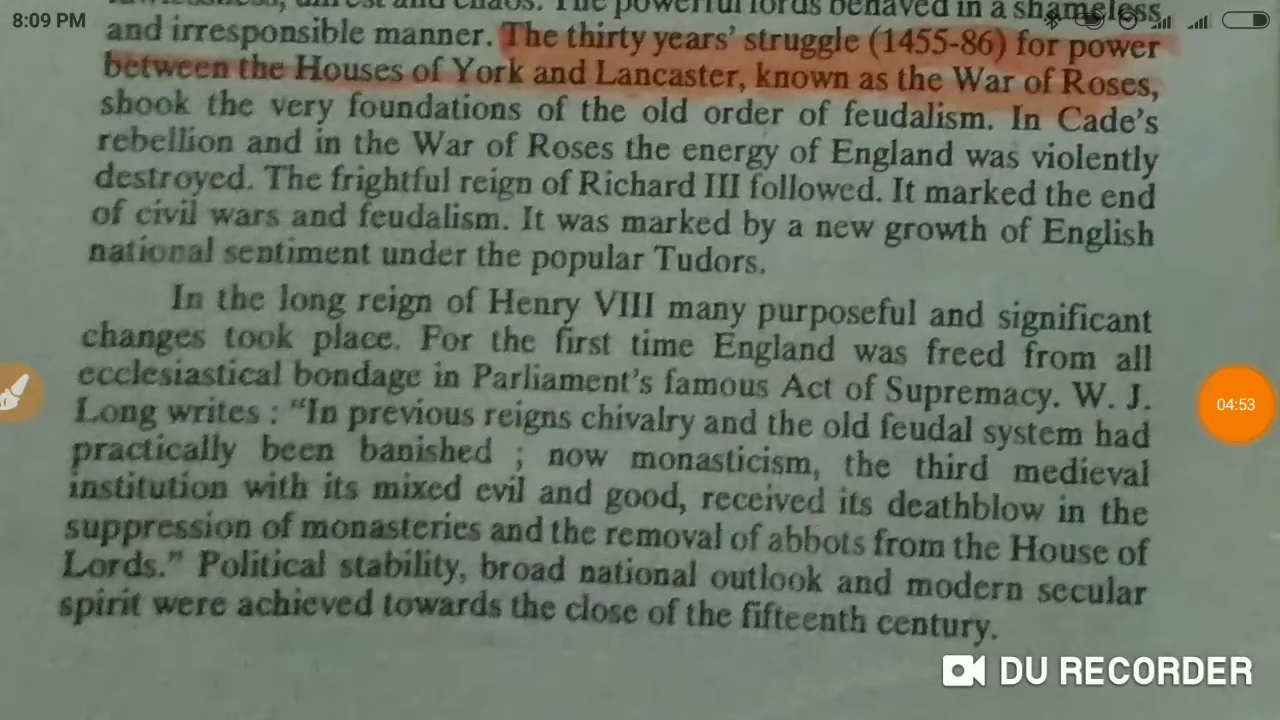 8:09 PM
unrest and chaos. The powerful lords behaved in a shameless
and irresponsible manner. The thirty years' struggle (1455-86) for power
between the Houses of York and Lancaster, known as the War of Roses,
shook the very foundations of the old order of feudalism. In Cade's
rebellion and in the War of Roses the energy of England was violently
destroyed. The frightful reign of Richard III followed. It marked the end
of civil wars and feudalism. It was marked by a new growth of English
national sentiment under the popular Tudors.
In the long reign of Henry VIII many purposeful and significant
changes took place. For the first time England was freed from all
ecclesiastical bondage in Parliament's famous Act of Supremacy. W. J.
Long writes : "In previous reigns chivalry and the old feudal system had
practically been banished ; now monasticism, the third medieval
institution with its mixed evil and good, received its deathblow in the
suppression of monasteries and the removal of abbots from the House of
Lords." Political stability, broad national outlook and modern secular
spirit were achieved towards the close of the fifteenth century.
04:53
DU RECORDER